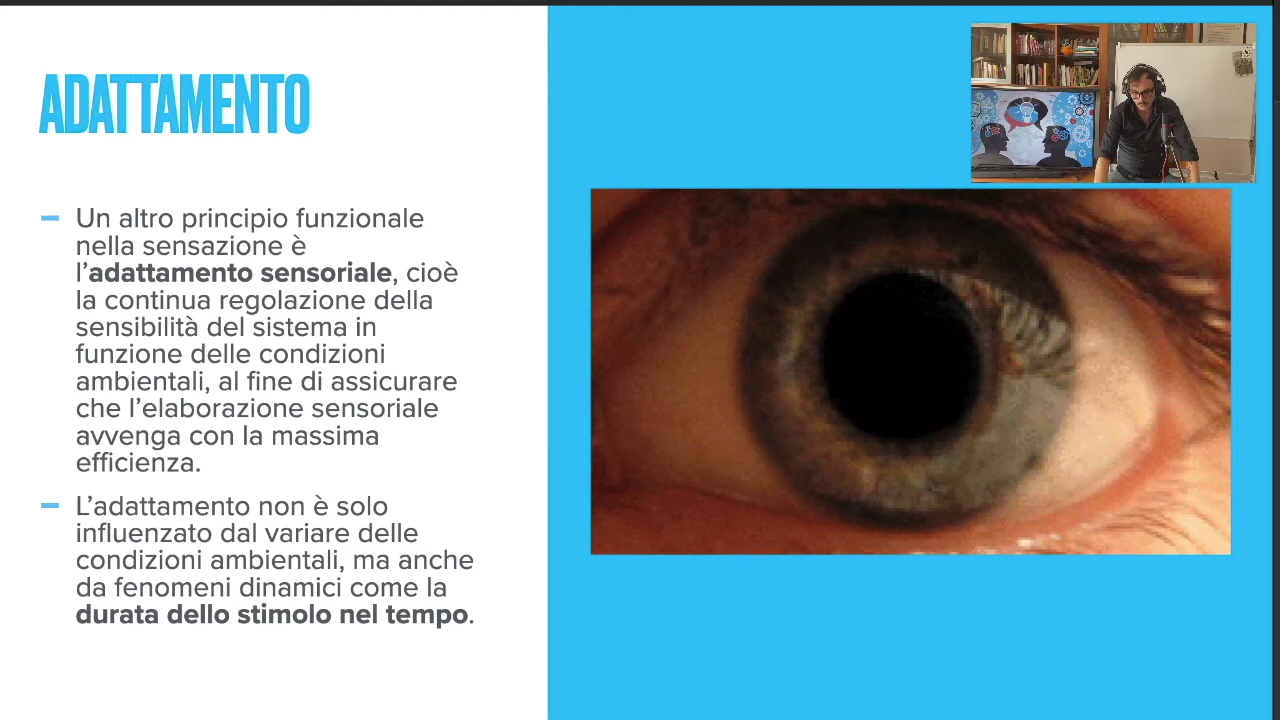 ADATTAMENTO
Un altro principio funzionale
nella sensazione è
l’adattamento sensoriale, cioè
la continua regolazione della
sensibilità del sistema in
funzione delle condizioni
ambientali, al fine di assicurare
che l’elaborazione sensoriale
avvenga con la massima
efficienza.
L’adattamento non è solo
influenzato dal variare delle
condizioni ambientali, ma anche
da fenomeni dinamici come la
durata dello stimolo nel tempo.